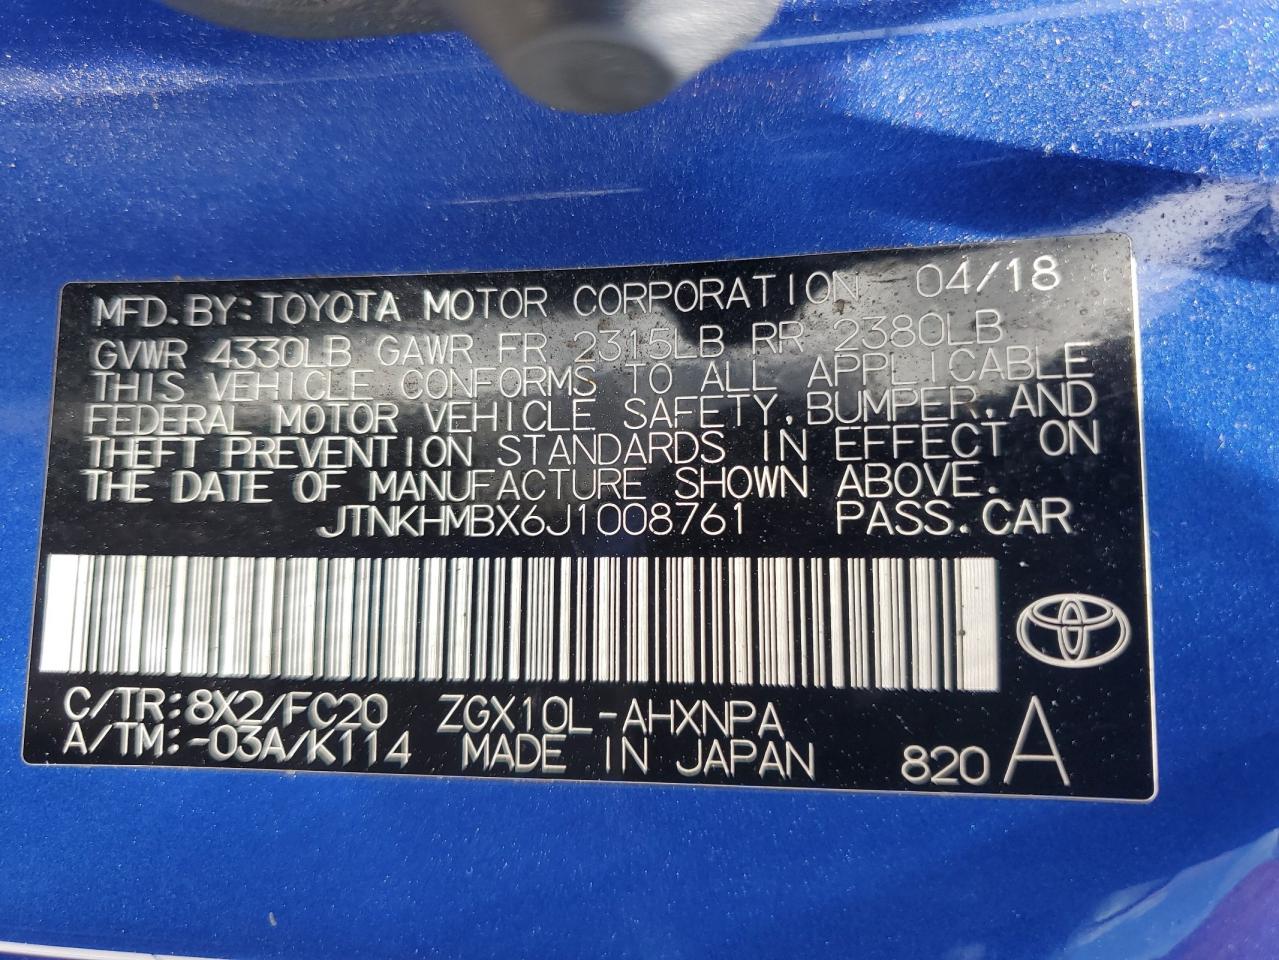 MFD. BY: TOYOTA MOTOR CORPORATION 04/18
GVWR 4330LB GAWR FR 2315LB RR 2380LB
THIS VEHICLE CONFORMS TO ALL APPLICABLE
FEDERAL MOTOR VEHICLE SAFETY, BUMPER, AND
THEFT PREVENTION STANDARDS IN EFFECT ON
THE DATE OF MANUFACTURE SHOWN ABOVE.
JTNKHMBX6J1008761 PASS. CAR
C/TR: 8X2/FC20 ZGX10L-AHXNPA
A/TM: -03A/K114 MADE IN JAPAN 820 A